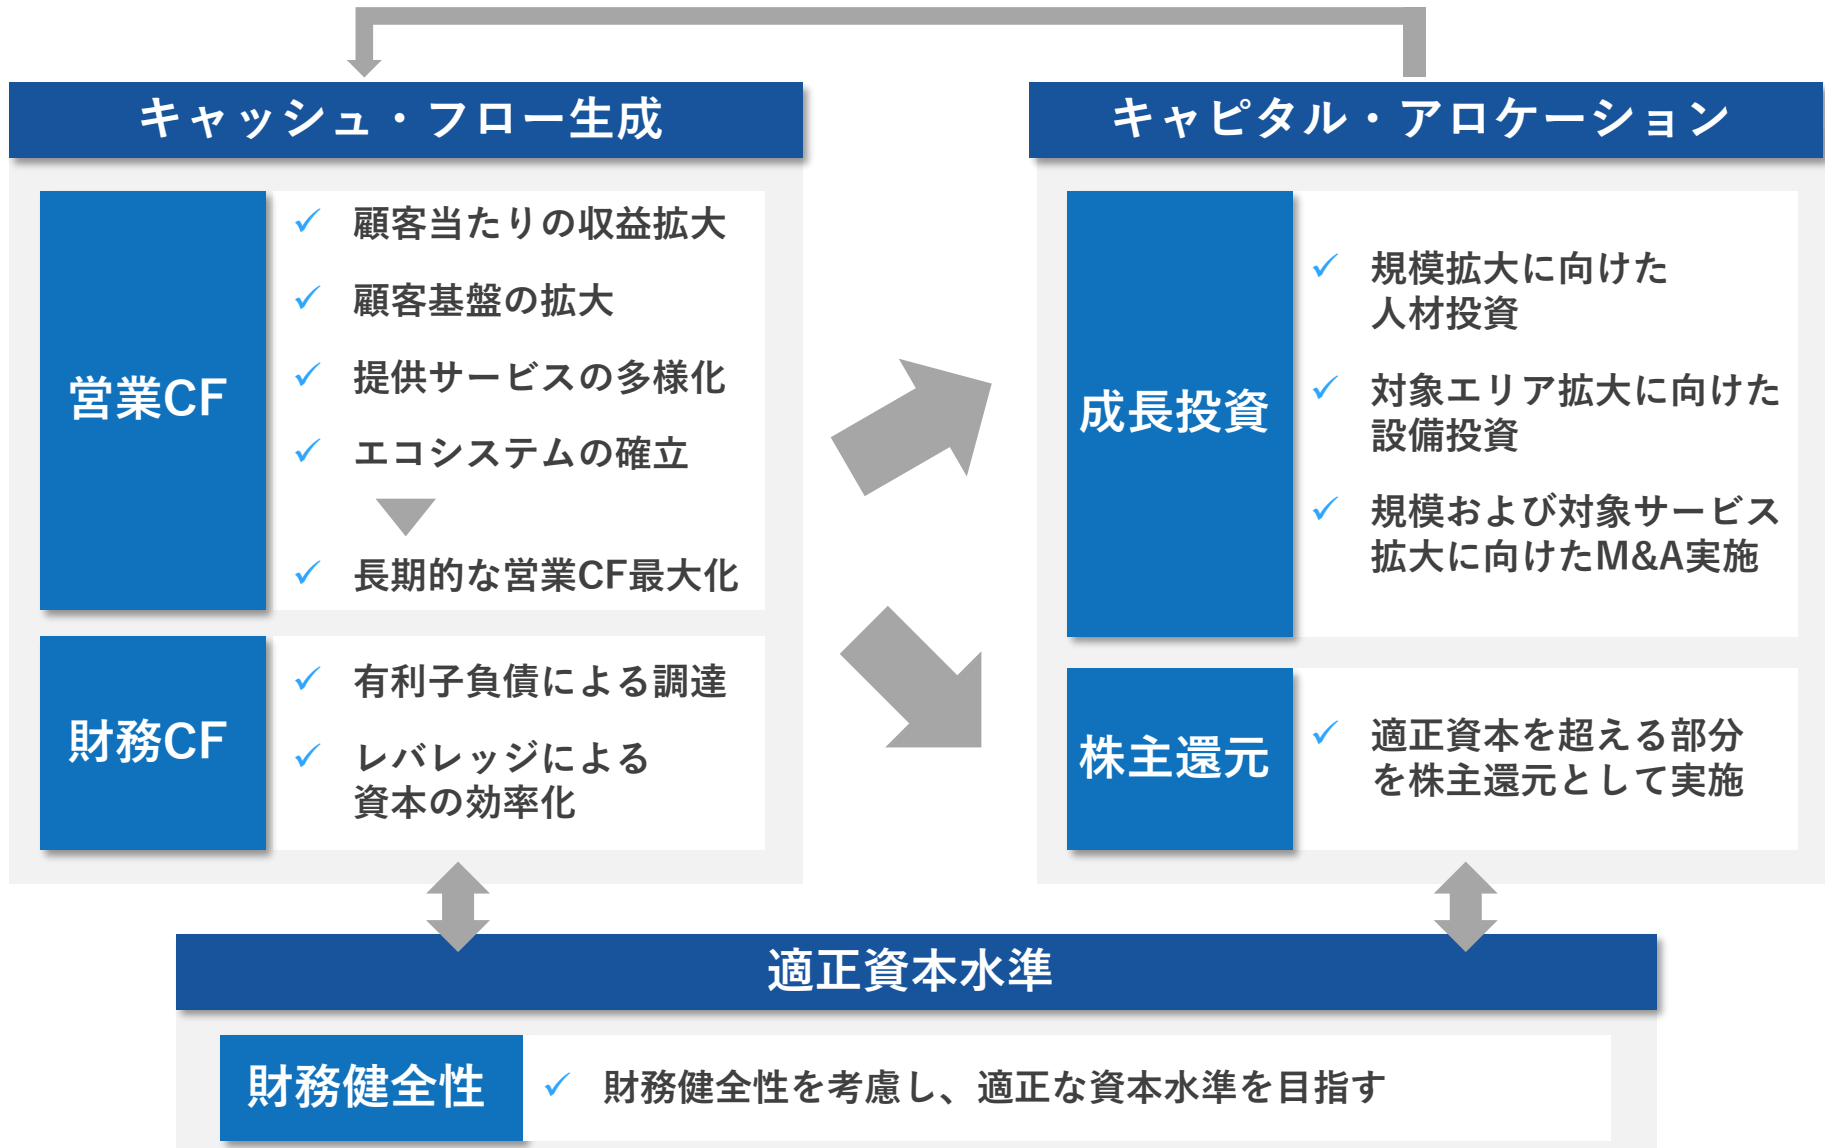 キャッシュ・フロー生成
営業CF
顧客当たりの収益拡大
顧客基盤の拡大
提供サービスの多様化
エコシステムの確立
長期的な営業CF最大化
財務CF
有利子負債による調達
レバレッジによる
資本の効率化
キャピタル・アロケーション
成長投資
規模拡大に向けた
人材投資
対象エリア拡大に向けた
設備投資
規模および対象サービス
拡大に向けたM&A実施
株主還元
適正資本を超える部分
を株主還元として実施
適正資本水準
財務健全性
財務健全性を考慮し、適正な資本水準を目指す